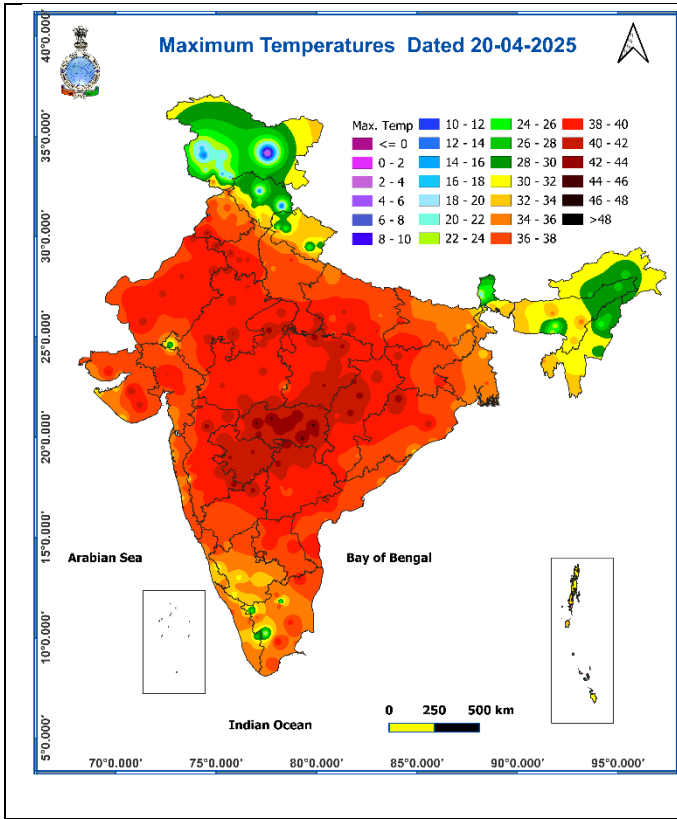 Maximum Temperatures Dated 20-04-2025
Max. Temp
<= 0
0 - 2
2 - 4
4 - 6
6 - 8
8 - 10
10 - 12
12 - 14
14 - 16
16 - 18
18 - 20
20 - 22
22 - 24
24 - 26
26 - 28
28 - 30
30 - 32
32 - 34
34 - 36
36 - 38
38 - 40
40 - 42
42 - 44
44 - 46
46 - 48
>48
40°0.000'
35°0.000'
30°0.000'
25°0.000'
20°0.000'
15°0.000'
10°0.000'
5°0.000'
Arabian Sea
Bay of Bengal
Indian Ocean
0 250 500 km
70°0.000' 75°0.000' 80°0.000' 85°0.000' 90°0.000' 95°0.000'